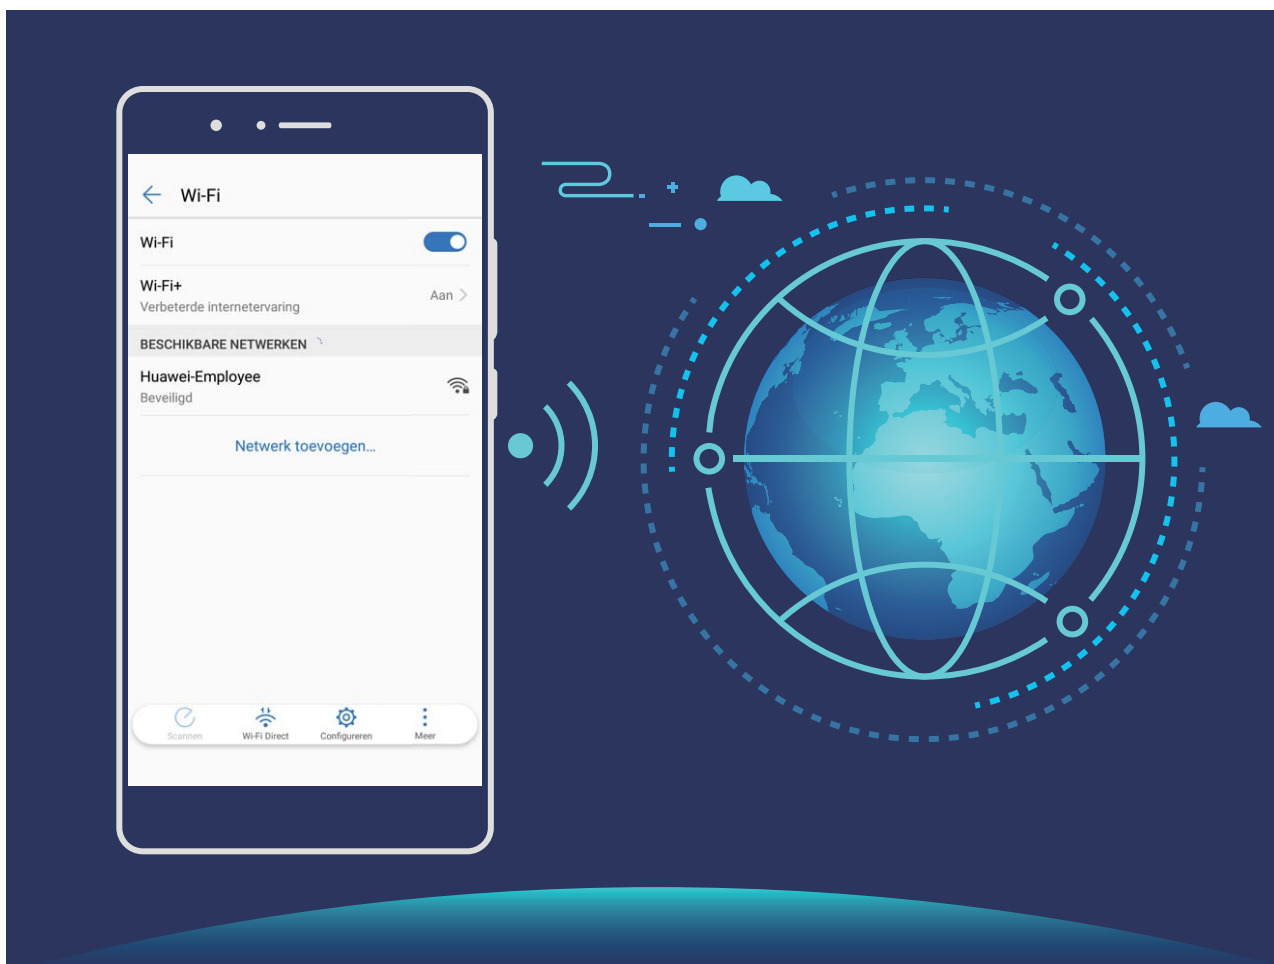 Wi-Fi
Wi-Fi
Wi-Fi+
Verbeterde internetervaring
Aan
BESCHIKBARE NETWERKEN
Huawei-Employee
Beveiligd
Netwerk toevoegen...
Scannen
Wi-Fi Direct
Configureren
Meer